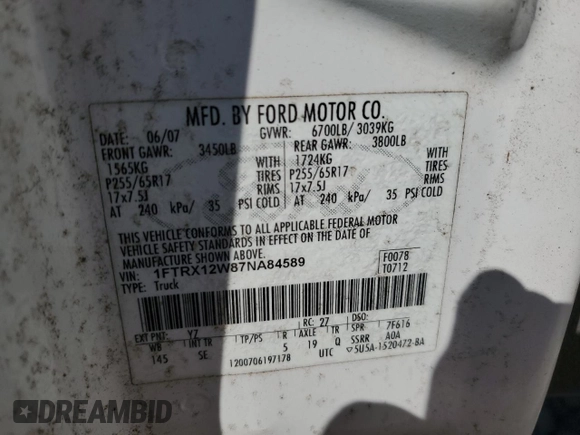 MFD. BY FORD MOTOR CO.
DATE: 06/07 GVWR: 6700LB/ 3039KG
FRONT GAWR: 3450LB REAR GAWR: 3800LB
1565KG WITH 1724KG WITH
P255/65R17 TIRES P255/65R17 TIRES
17x7.5J RIMS 17x7.5J RIMS
AT 240 kPa/ 35 PSI COLD AT 240 kPa/ 35 PSI COLD
THIS VEHICLE CONFORMS TO ALL APPLICABLE FEDERAL MOTOR
VEHICLE SAFETY STANDARDS IN EFFECT ON THE DATE OF
MANUFACTURE SHOWN ABOVE.
VIN: 1FTRX12W87NA84589 F0078
TYPE: Truck T0712
EXT PNT: YZ RC: 27 DSO:
WB INT TR TP/PS R AXLE TR SPR 7F616
145 SE 5 19 Q SSRR A0A
1200706197178 UTC 5U5A-1520472-BA
DREAMBID